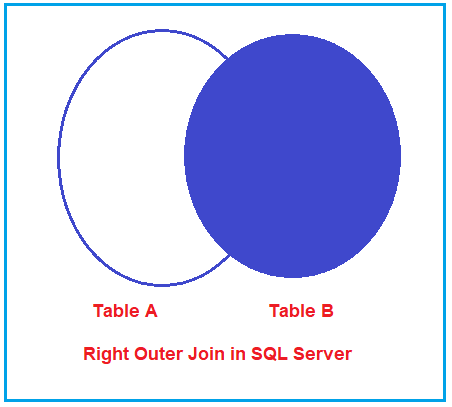 Table A Table B
Right Outer Join in SQL Server